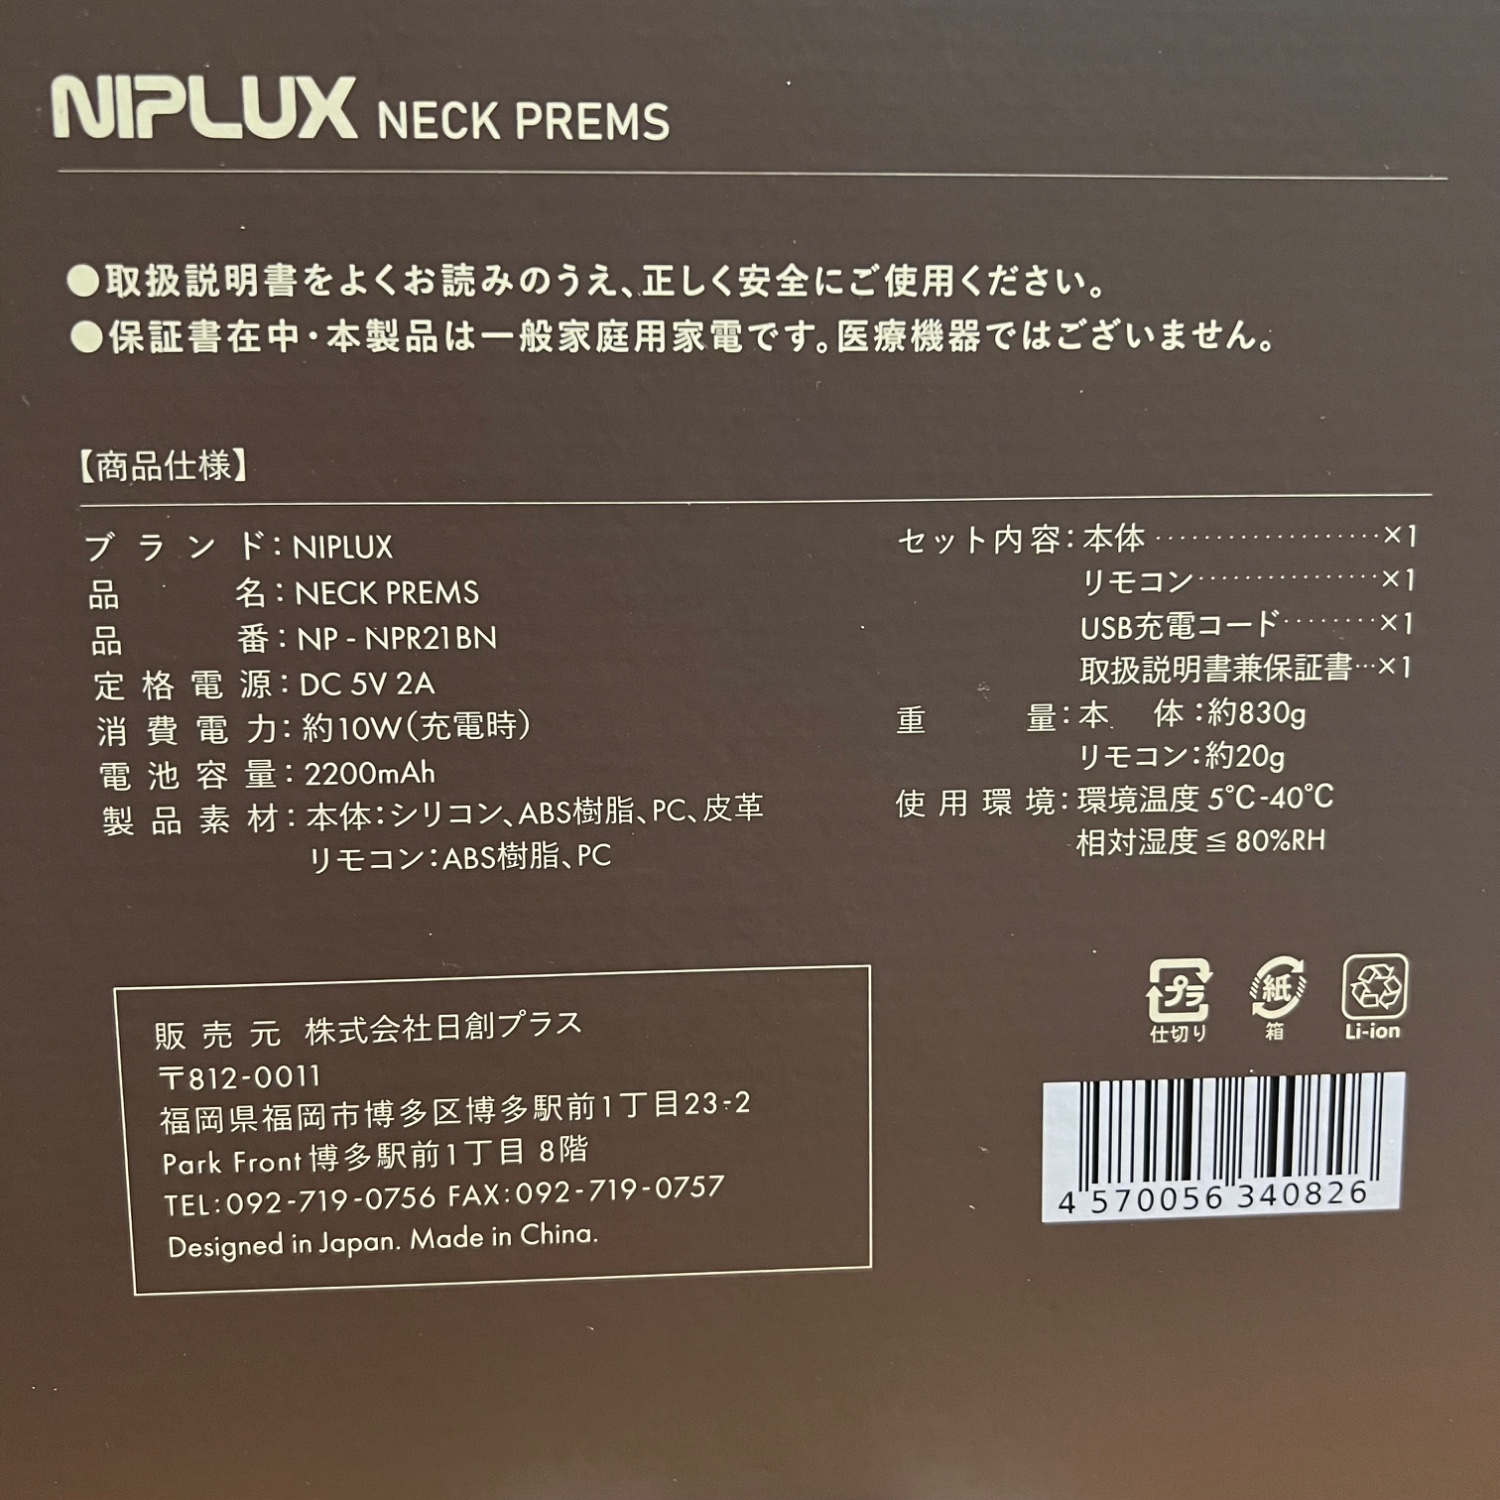 NIPLUX NECK PREMS
●取扱説明書をよくお読みのうえ、正しく安全にご使用ください。
●保証書在中・本製品は一般家庭用家電です。医療機器ではございません。
【商品仕様】
ブランド：NIPLUX
品名：NECK PREMS
品番：NP - NPR21BN
定格電源：DC 5V 2A
消費電力：約10W（充電時）
電池容量：2200mAh
製品素材：本体：シリコン、ABS樹脂、PC、皮革
リモコン：ABS樹脂、PC
セット内容：本体 ··················· ×1
リモコン ················ ×1
USB充電コード ········ ×1
取扱説明書兼保証書 ··· ×1
重量：本体：約830g
リモコン：約20g
使用環境：環境温度 5℃-40℃
相対湿度 ≦ 80%RH
販売元 株式会社日創プラス
〒812-0011
福岡県福岡市博多区博多駅前1丁目23-2
Park Front博多駅前1丁目 8階
TEL：092-719-0756 FAX：092-719-0757
Designed in Japan. Made in China.
プラ 紙
仕切り 箱 Li-ion
4 570056 340826